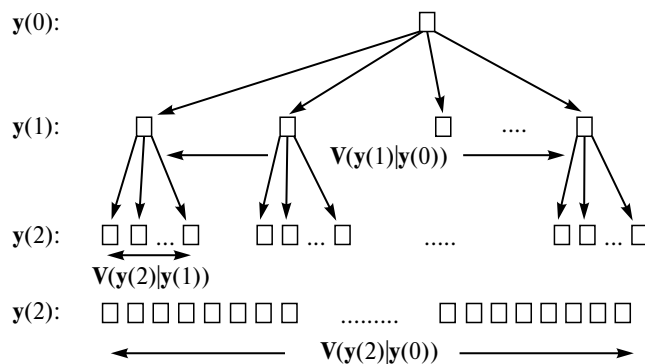 y(0):
y(1): ....
V(y(1)|y(0))
y(2): ... ... ..... ...
V(y(2)|y(1))
y(2): .........
V(y(2)|y(0))